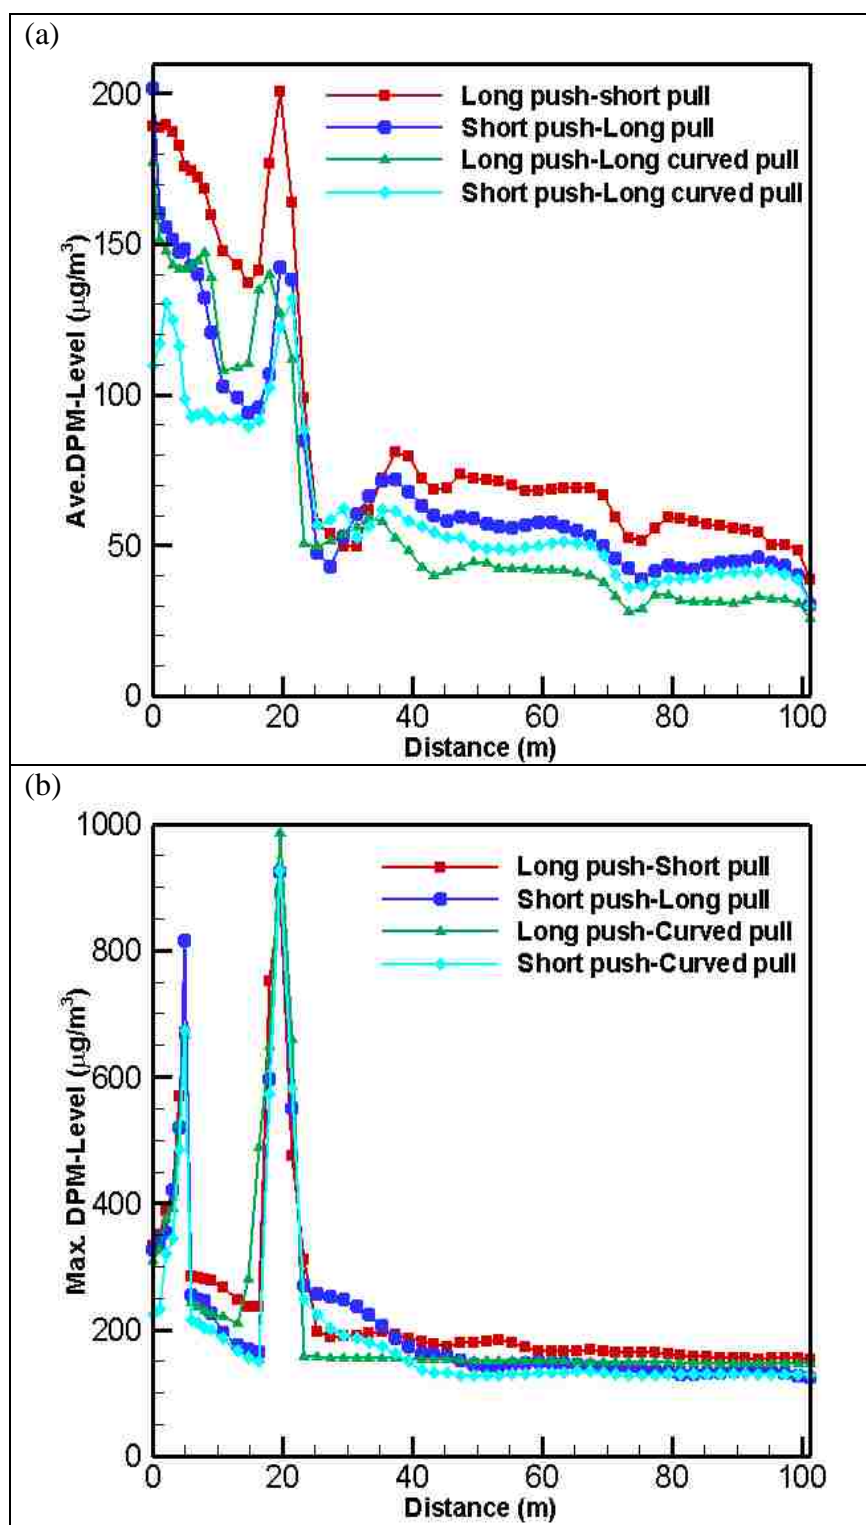 (a)
Long push-short pull
Short push-Long pull
Long push-Long curved pull
Short push-Long curved pull
Ave.DPM-Level (μg/m³)
200
150
100
50
0
0 20 40 60 80 100
Distance (m)
(b)
Long push-Short pull
Short push-Long pull
Long push-Curved pull
Short push-Curved pull
Max. DPM-Level (μg/m³)
1000
800
600
400
200
0
0 20 40 60 80 100
Distance (m)